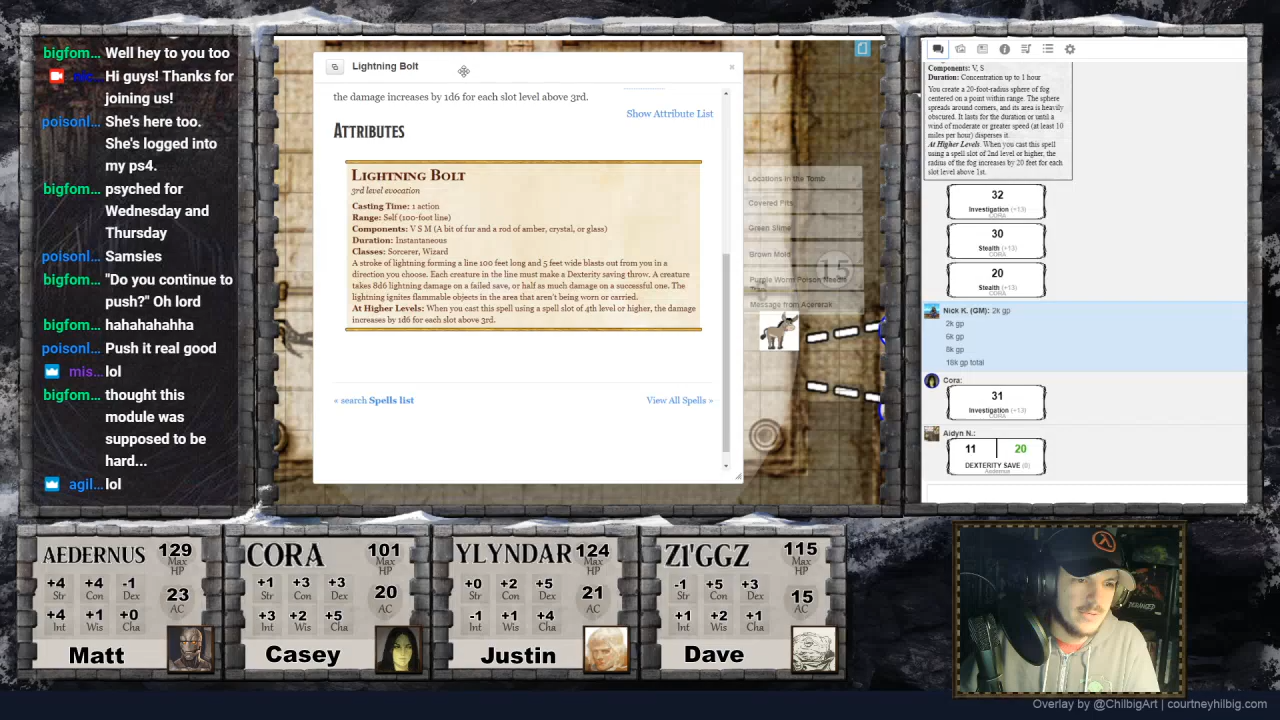 bigfom... Well hey to you too
Hi guys! Thanks for
joining us!
poisonl... She's here too.
She's logged into
my ps4.
bigfom... psyched for
Wednesday and
Thursday
poisonl... Samsies
bigfom... "Do you continue to
push?" Oh lord
bigfom... hahahahahha
poisonl... Push it real good
mis... lol
bigfom... thought this
module was
supposed to be
hard...
agil... lol
Lightning Bolt
×
the damage increases by 1d6 for each slot level above 3rd.
Show Attribute List
Attributes
Lightning Bolt
3rd level evocation
Casting Time: 1 action
Range: Self (100-foot line)
Components: V S M (A bit of fur and a rod of amber, crystal, or glass)
Duration: Instantaneous
Classes: Sorcerer, Wizard
A stroke of lightning forming a line 100 feet long and 5 feet wide blasts out from you in a
direction you choose. Each creature in the line must make a Dexterity saving throw. A creature
takes 8d6 lightning damage on a failed save, or half as much damage on a successful one. The
lightning ignites flammable objects in the area that aren't being worn or carried.
At Higher Levels: When you cast this spell using a spell slot of 4th level or higher, the damage
increases by 1d6 for each slot level above 3rd.
« search Spells list
View All Spells »
Locations in the Tomb
Covered Pits
Green Slime
Brown Mold
Purple Worm Poison Needle
Trap
Message from Acererak
15
Components: V, S
Duration: Concentration up to 1 hour
You create a 20-foot-radius sphere of fog
centered on a point within range. The sphere
spreads around corners, and its area is heavily
obscured. It lasts for the duration or until a
wind of moderate or greater speed (at least 10
miles per hour) disperses it.
At Higher Levels. When you cast this spell
using a spell slot of 2nd level or higher, the
radius of the fog increases by 20 feet for each
slot level above 1st.
32
Investigation (+13)
CORA
30
Stealth (+13)
CORA
20
Stealth (+13)
CORA
Nick K. (GM): 2k gp
2k gp
6k gp
8k gp
18k gp total
Cora:
31
Investigation (+13)
CORA
Aidyn N.:
11 20
DEXTERITY SAVE (0)
Aedernus
AEDERNUS 129 Max HP
+4 Str +4 Con -1 Dex 23 AC
+4 Int +1 Wis +0 Cha
Matt
CORA 101 Max HP
+1 Str +3 Con +3 Dex 20 AC
+3 Int +2 Wis +5 Cha
Casey
YLYNDAR 124 Max HP
+0 Str +2 Con +5 Dex 21 AC
-1 Int +1 Wis +4 Cha
Justin
Z1'GGZ 115 Max HP
-1 Str +5 Con +3 Dex 15 AC
+1 Int +2 Wis +1 Cha
Dave
Overlay by @ChilbigArt | courtneyhilbig.com